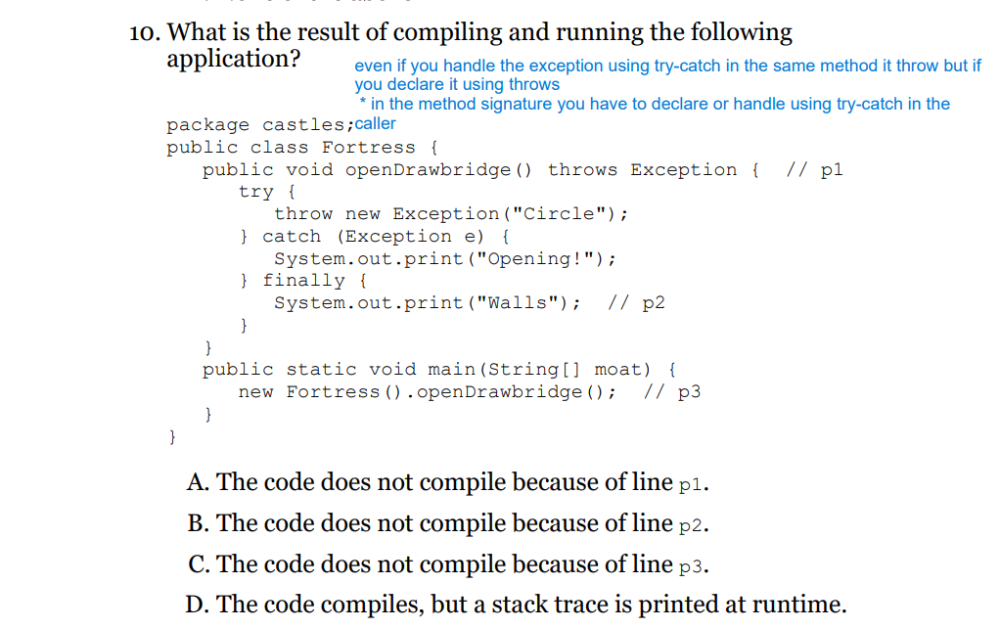 10. What is the result of compiling and running the following
application?
even if you handle the exception using try-catch in the same method it throw but if
you declare it using throws
* in the method signature you have to declare or handle using try-catch in the
caller
package castles;
public class Fortress {
public void openDrawbridge() throws Exception { // p1
try {
throw new Exception("Circle");
} catch (Exception e) {
System.out.print("Opening!");
} finally {
System.out.print("Walls"); // p2
}
}
public static void main(String[] moat) {
new Fortress().openDrawbridge(); // p3
}
}
A. The code does not compile because of line p1.
B. The code does not compile because of line p2.
C. The code does not compile because of line p3.
D. The code compiles, but a stack trace is printed at runtime.